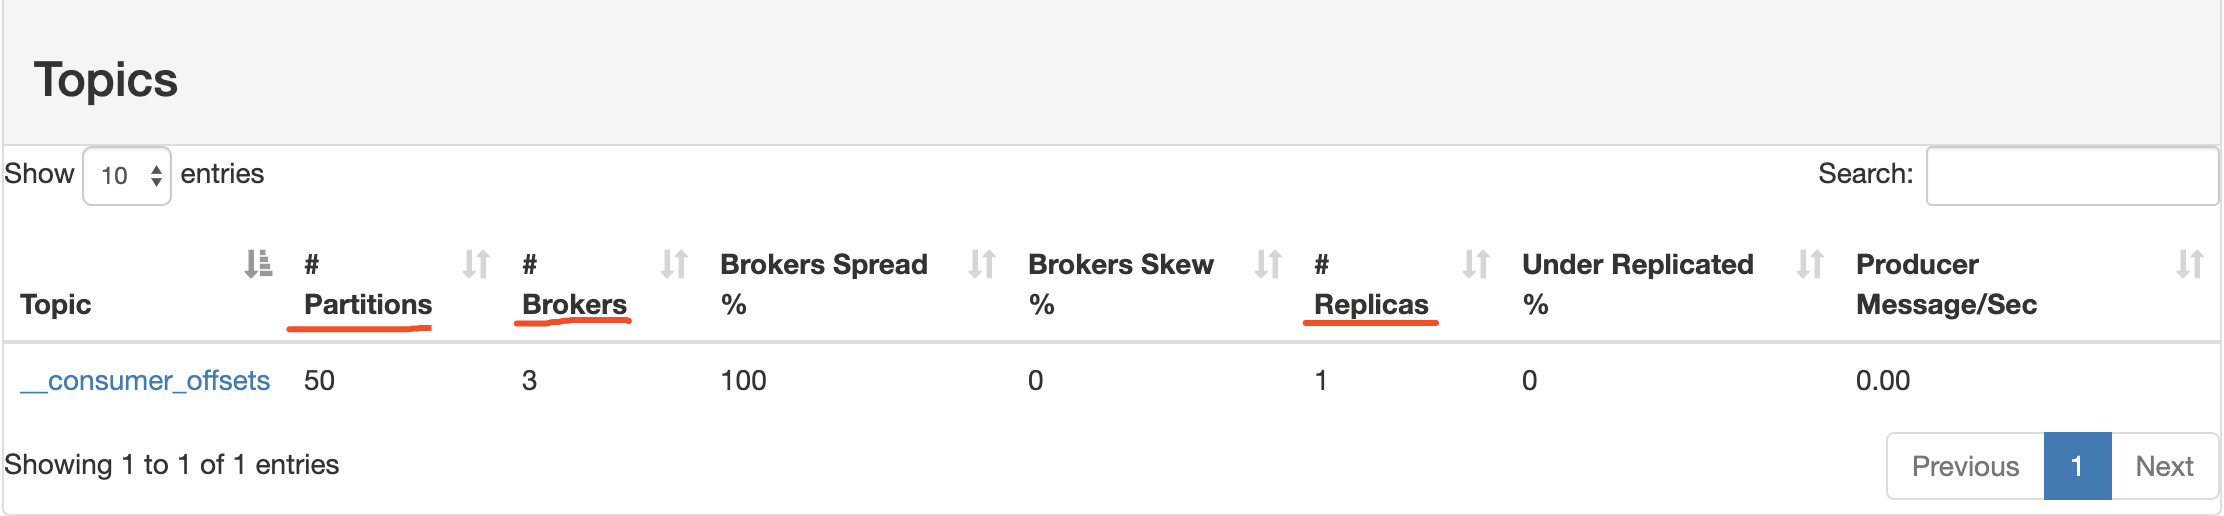 Topics
Show 10 entries Search:
# # Brokers Spread Brokers Skew # Under Replicated Producer
Topic Partitions Brokers % % Replicas % Message/Sec
__consumer_offsets 50 3 100 0 1 0 0.00
Showing 1 to 1 of 1 entries Previous 1 Next